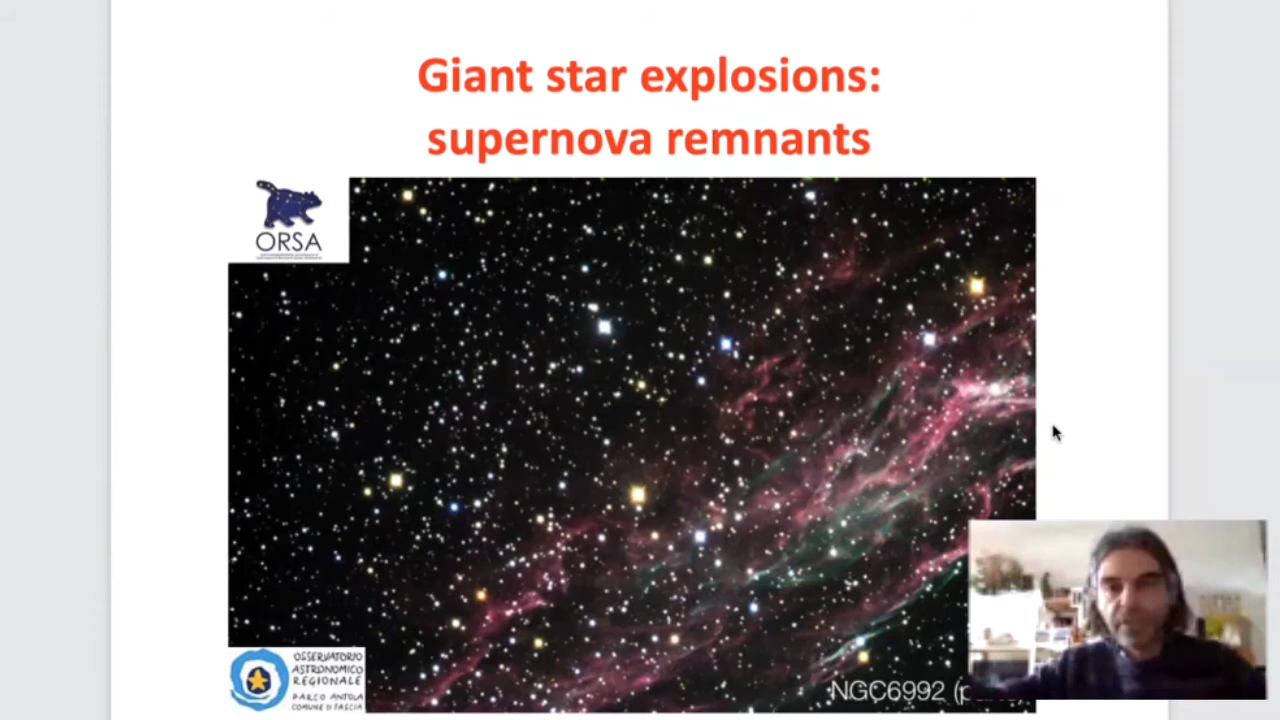 Giant star explosions:
supernova remnants
ORSA
OSSERVATORIO
ASTRONOMICO
REGIONALE
PARCO ANTOLA
COMUNE DI FASCIA
NGC6992